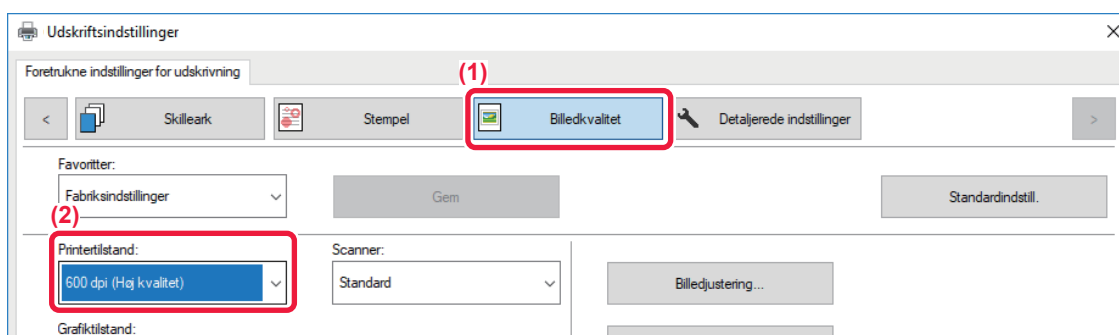 Udskriftsindstillinger
Foretrukne indstillinger for udskrivning
(1)
< Skilleark Stempel Billedkvalitet Detaljerede indstillinger >
Favoritter:
Fabriksindstillinger Gem Standardindstill.
(2)
Printertilstand: Scanner:
600 dpi (Høj kvalitet) Standard Billedjustering...
Grafiktilstand: